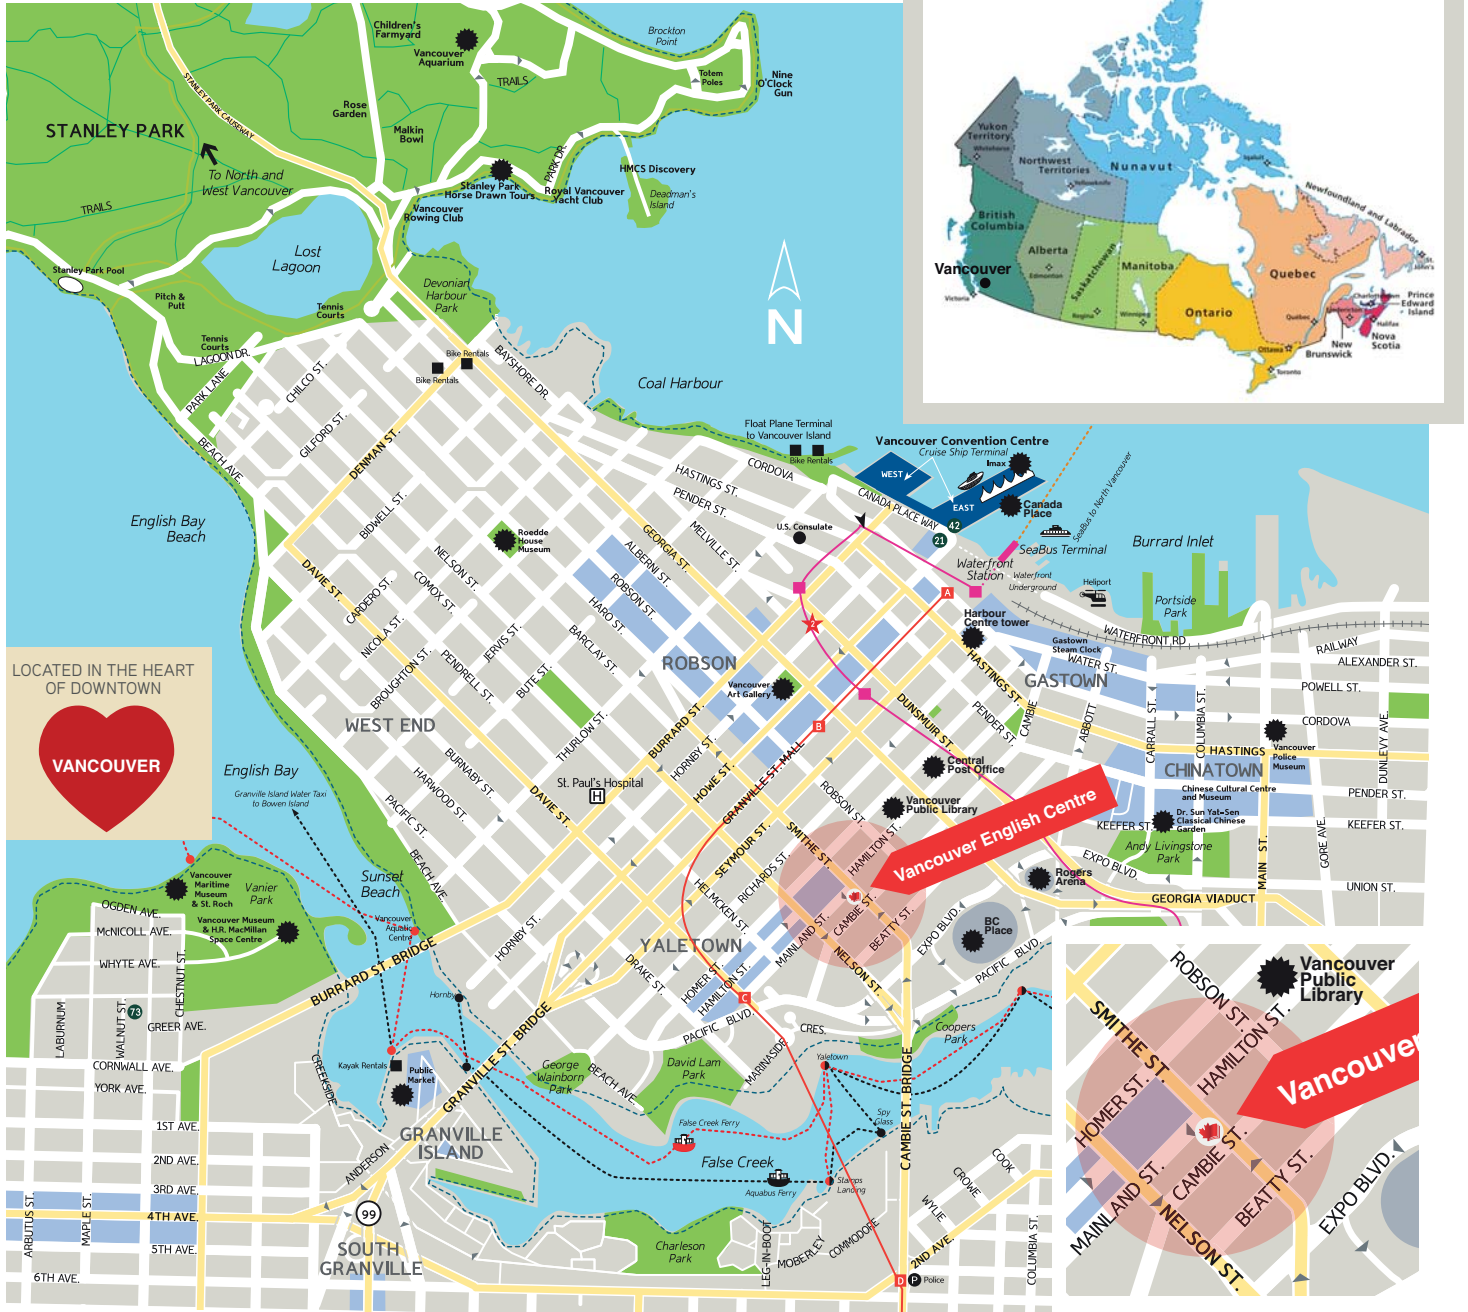 Children's
Farmyard
Vancouver
Aquarium
Brockton
Point
TRAILS
Totem
Poles
Nine
O'Clock
Gun
STANLEY PARK CAUSEWAY
Rose
Garden
Malkin
Bowl
STANLEY PARK
To North and
West Vancouver
TRAILS
Stanley Park
Horse Drawn Tours
PARK DR.
Royal Vancouver
Yacht Club
HMCS Discovery
Deadman's
Island
Vancouver
Rowing Club
Lost
Lagoon
Stanley Park Pool
Pitch &
Putt
Tennis
Courts
Tennis
Courts
Devonian
Harbour
Park
N
LAGOON DR.
PARK LANE
CHILCO ST.
GILFORD ST.
Bike Rentals
Bike Rentals
BAYSHORE DR.
Coal Harbour
BEACH AVE.
DENMAN ST.
BIDWELL ST.
English Bay
Beach
Float Plane Terminal
to Vancouver Island
Bike Rentals
Vancouver Convention Centre
Cruise Ship Terminal
Imax
WEST
EAST
Canada
Place
CANADA PLACE WAY
42
21
SeaBus to North Vancouver
SeaBus Terminal
Burrard Inlet
Waterfront
Station
Waterfront
Underground
Heliport
Portside
Park
CORDOVA
HASTINGS ST.
PENDER ST.
MELVILLE ST.
GEORGIA ST.
ALBERNI ST.
ROBSON ST.
HARO ST.
BARCLAY ST.
U.S. Consulate
Roedde
House
Museum
NELSON ST.
COMOX ST.
DAVIE ST.
CARDERO ST.
NICOLA ST.
BROUGHTON ST.
PENDRELL ST.
JERVIS ST.
BUTE ST.
THURLOW ST.
WEST END
ROBSON
Vancouver
Art Gallery
A
B
Harbour
Centre tower
WATERFRONT RD
Gastown
Steam Clock
WATER ST
GASTOWN
RAILWAY
ALEXANDER ST.
POWELL ST.
CORDOVA
HASTINGS
HASTINGS ST.
PENDER ST.
CAMBIE
ABBOTT
CARRALL ST.
COLUMBIA ST.
DUNLEVY AVE.
Vancouver
Police
Museum
CHINATOWN
Chinese Cultural Centre
and Museum
PENDER ST.
KEEFER ST.
Dr. Sun Yat-Sen
Classical Chinese
Garden
KEEFER ST.
Andy Livingstone
Park
EXPO BLVD.
MAIN ST.
GORE AVE.
UNION ST.
GEORGIA VIADUCT
DUNSMUIR ST.
Central
Post Office
Vancouver
Public Library
Vancouver English Centre
Rogers
Arena
BC
Place
BURRARD ST.
HORNBY ST.
HOWE ST.
GRANVILLE ST. MALL
SEYMOUR ST.
RICHARDS ST.
ROBSON ST.
SMITHE ST.
HAMILTON ST.
HELMCKEN ST.
MAINLAND ST.
CAMBIE ST.
BEATTY ST.
NELSON ST.
EXPO BLVD.
PACIFIC BLVD.
YALETOWN
HOMER ST.
HAMILTON ST.
DRAKE ST.
C
PACIFIC BLVD.
CRES.
MARINASIDE
St. Paul's Hospital
H
BURNABY ST.
HARWOOD ST.
DAVIE ST.
PACIFIC ST.
BEACH AVE.
HORNBY ST.
LOCATED IN THE HEART
OF DOWNTOWN
VANCOUVER
English Bay
Granville Island Water Taxi
to Bowen Island
Sunset
Beach
Vancouver
Aquatic
Centre
Vancouver
Maritime
Museum
& St. Roch
Vanier
Park
Vancouver Museum
& H.R. MacMillan
Space Centre
OGDEN AVE.
McNICOLL AVE.
WHYTE AVE.
CHESTNUT ST.
LABURNUM
WALNUT ST.
73
GREER AVE.
CORNWALL AVE.
YORK AVE.
1ST AVE.
2ND AVE.
3RD AVE.
4TH AVE.
5TH AVE.
6TH AVE.
ARBUTUS ST.
MAPLE ST.
BURRARD ST. BRIDGE
Hornby
GRANVILLE ST. BRIDGE
CREEKSIDE
Kayak Rentals
Public
Market
GRANVILLE
ISLAND
ANDERSON
99
SOUTH
GRANVILLE
George
Wainborn
Park
BEACH AVE.
David Lam
Park
Coopers
Park
Yaletown
False Creek Ferry
False Creek
Aquabus Ferry
Spy
Glass
Stamps
Landing
CAMBIE ST. BRIDGE
Charleson
Park
LEG-IN-BOOT
MOBERLEY
COMMODORE
2ND AVE.
WYLIE
CROWE
COOK
COLUMBIA ST.
D
P
Police
Yukon
Territory
Whitehorse
Northwest
Territories
Yellowknife
Nunavut
Iqaluit
British
Columbia
Vancouver
Victoria
Alberta
Edmonton
Saskatchewan
Regina
Manitoba
Winnipeg
Ontario
Ottawa
Toronto
Quebec
Québec
Newfoundland and Labrador
St.
John's
Prince
Edward
Island
Charlottetown
Fredericton
Halifax
Nova
Scotia
New
Brunswick
Vancouver
Public
Library
ROBSON ST.
SMITHE ST.
HAMILTON ST.
HOMER ST.
Vancouver
MAINLAND ST.
CAMBIE ST.
BEATTY ST.
NELSON ST.
EXPO BLVD.